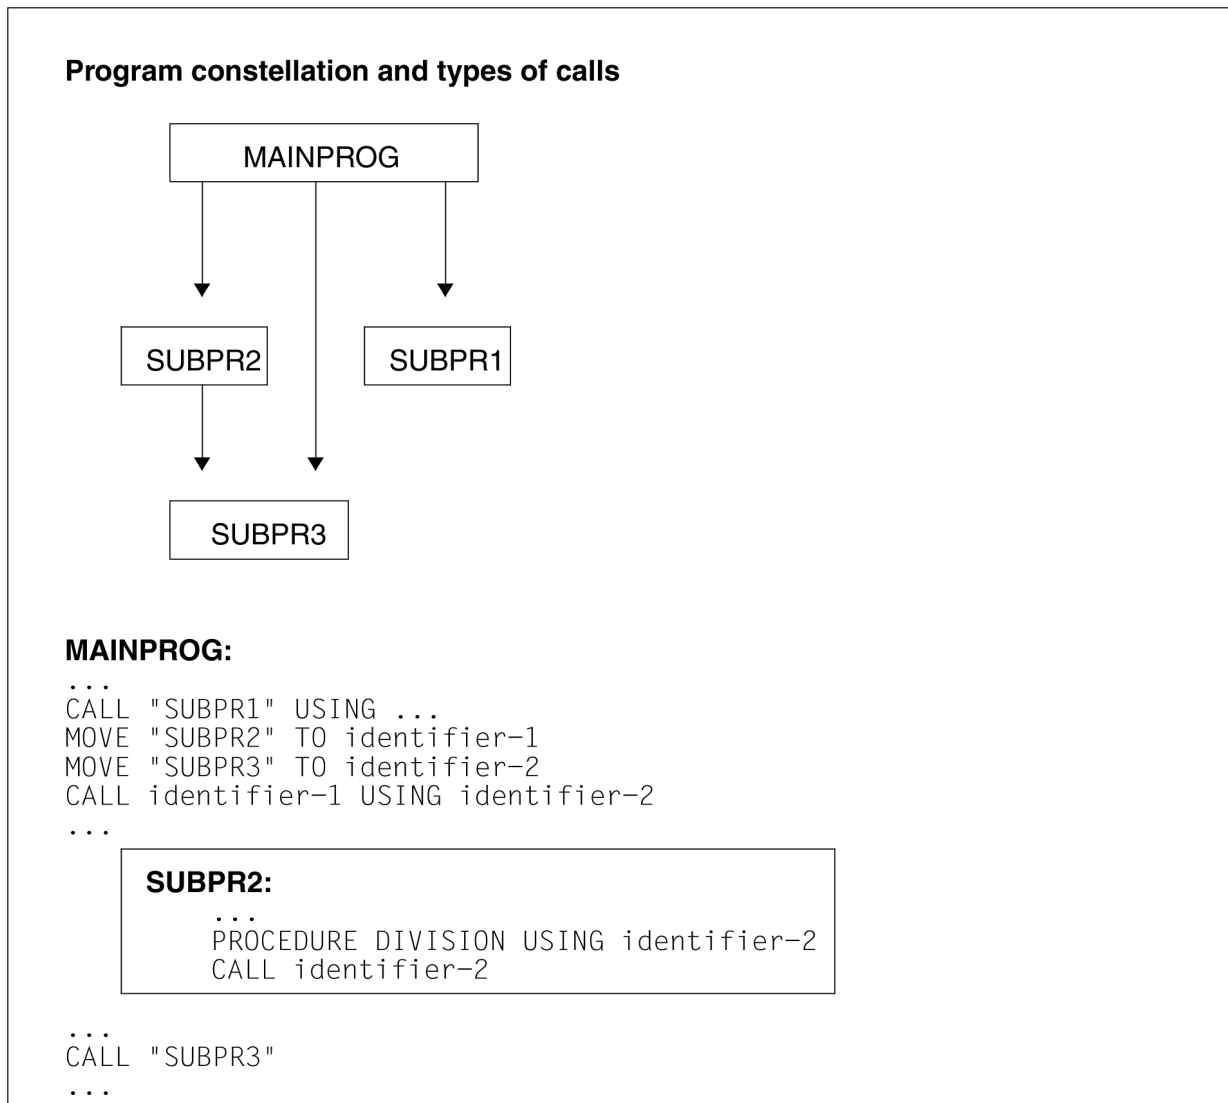 Program constellation and types of calls
MAINPROG
SUBPR2
SUBPR1
SUBPR3
MAINPROG:
...
CALL "SUBPR1" USING ...
MOVE "SUBPR2" TO identifier–1
MOVE "SUBPR3" TO identifier–2
CALL identifier–1 USING identifier–2
...
SUBPR2:
...
PROCEDURE DIVISION USING identifier–2
CALL identifier–2
...
CALL "SUBPR3"
...